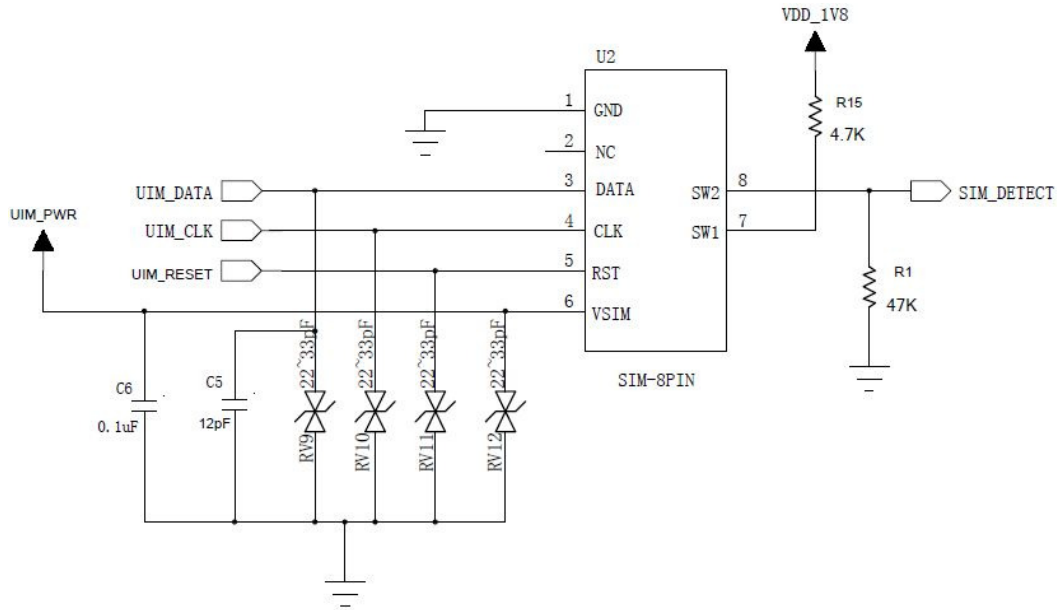 VDD_1V8
U2
R15
4.7K
1
GND
2
NC
UIM_DATA
3
DATA
SW2
8
SIM_DETECT
UIM_PWR
UIM_CLK
4
CLK
SW1
7
UIM_RESET
5
RST
R1
47K
6
VSIM
22~33pF
22~33pF
22~33pF
22~33pF
SIM-8PIN
C6
0.1uF
C5
12pF
RV9
RV10
RV11
RV12